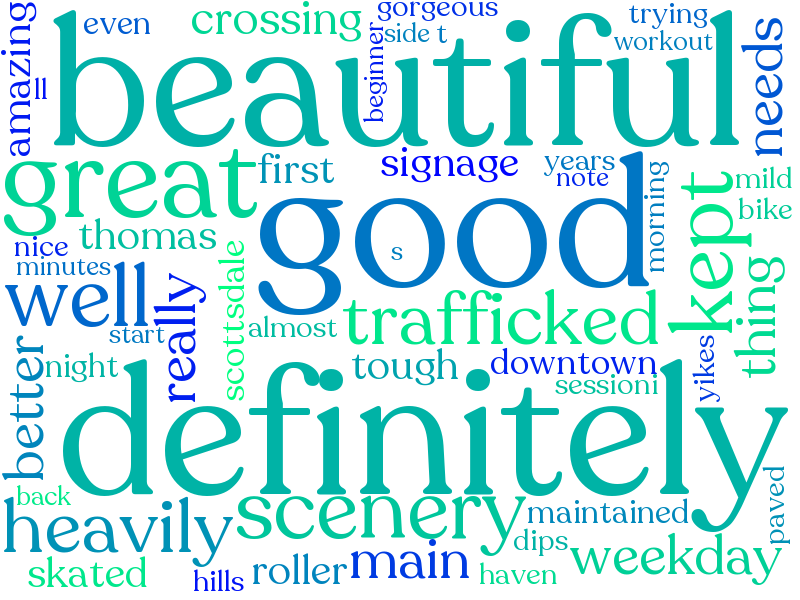 amazing
even
crossing
gorgeous
side t
beginner
trying
workout
needs
ll
beautiful
great
first
signage
years
note
morning
mild
bike
kept
thomas
good
s
nice
minutes
well
start
really
scottsdale
almost
trafficked
thing
better
night
tough
downtown
sessioni
yikes
definitely
back
heavily
scenery
maintained
paved
dips
weekday
skated
hills
roller
main
haven